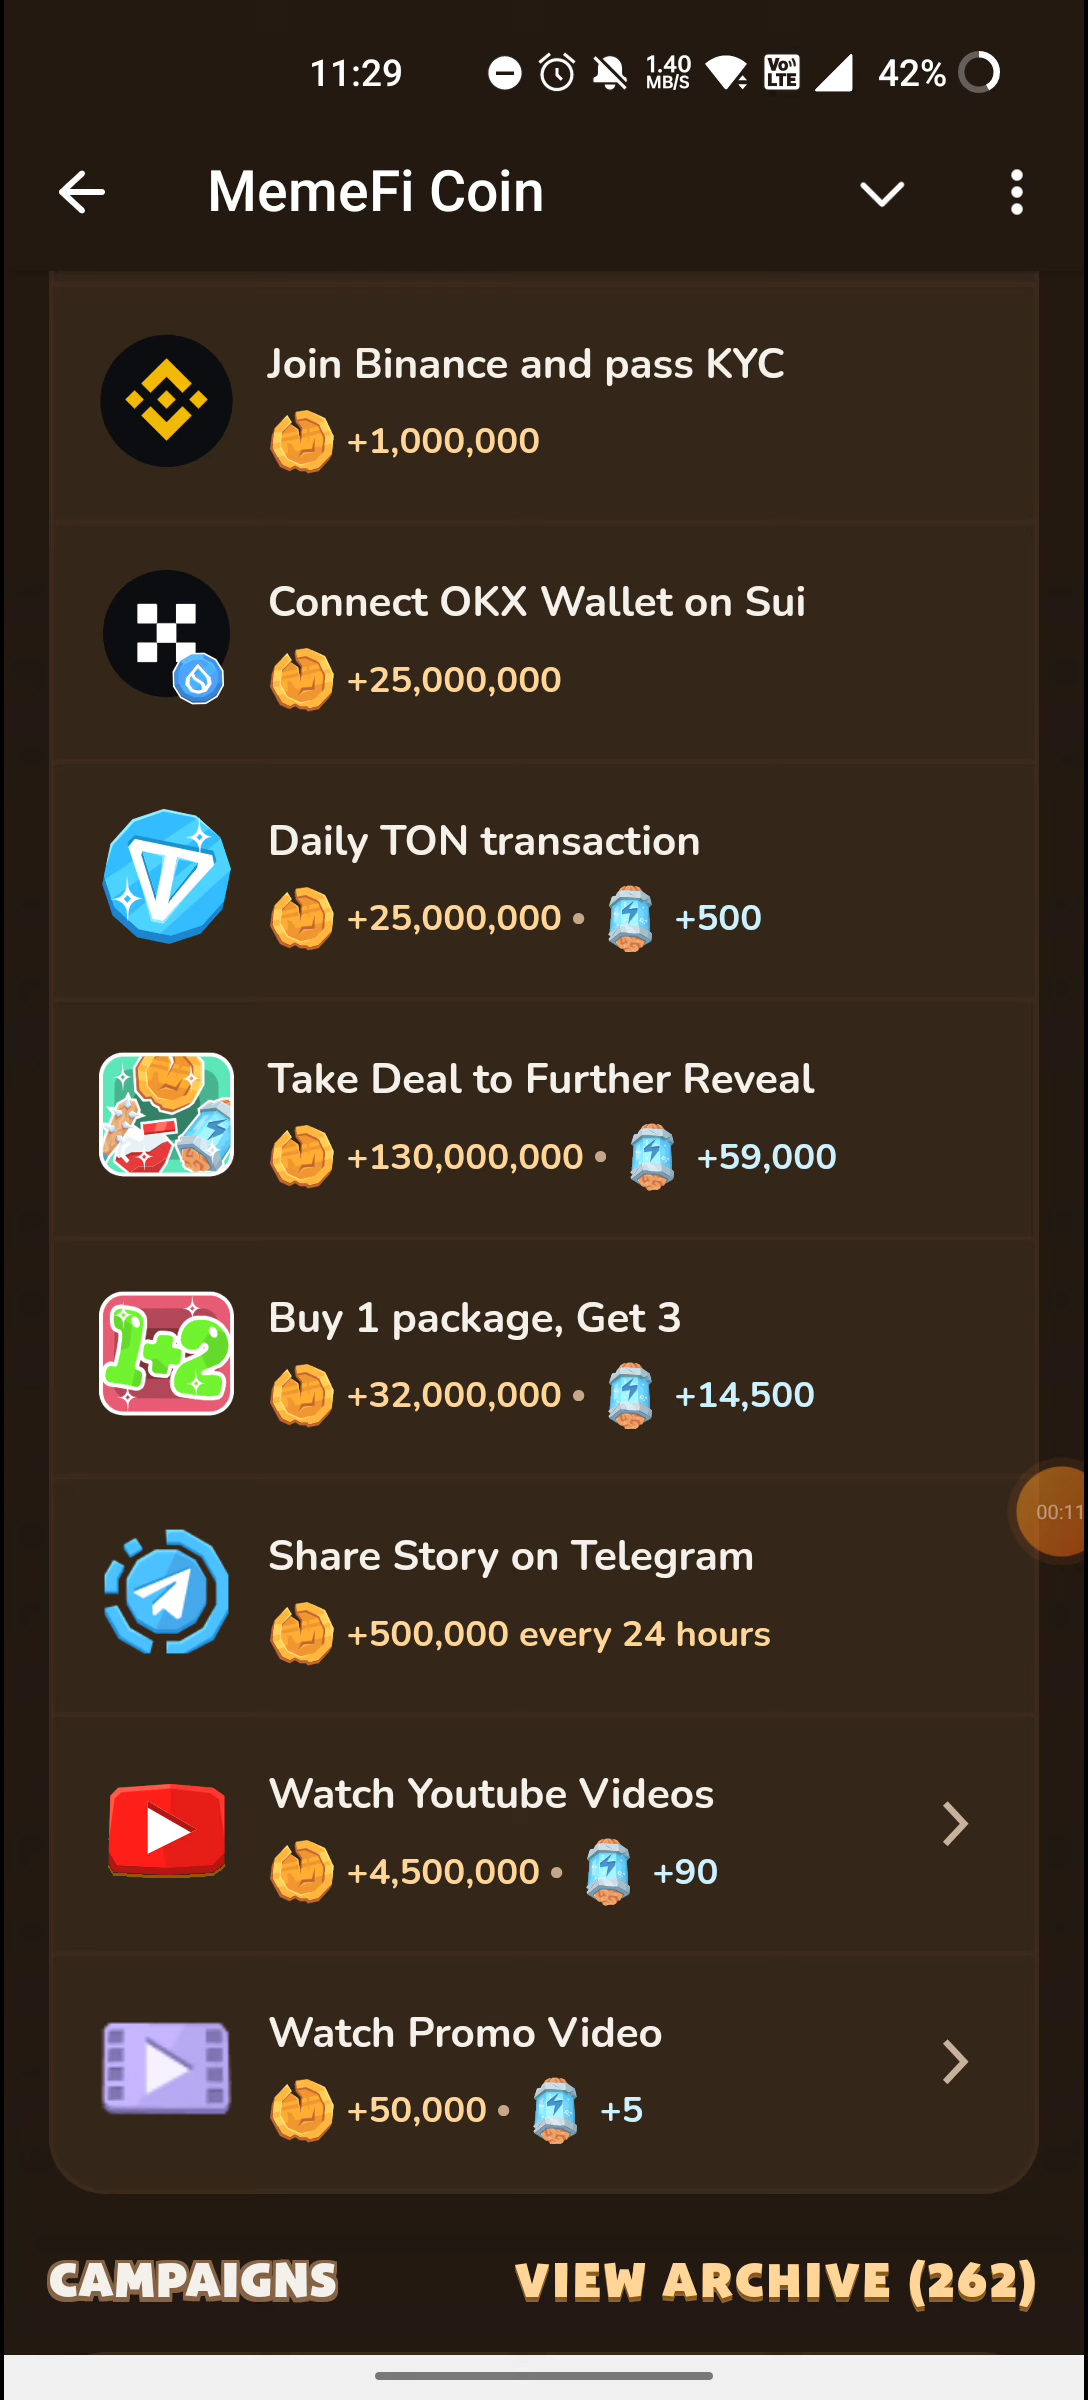 11:29
1.40
MB/S
Vo
LTE
42%
MemeFi Coin
Join Binance and pass KYC
+1,000,000
Connect OKX Wallet on Sui
+25,000,000
Daily TON transaction
+25,000,000 • +500
Take Deal to Further Reveal
+130,000,000 • +59,000
1+2
Buy 1 package, Get 3
+32,000,000 • +14,500
00:11
Share Story on Telegram
+500,000 every 24 hours
Watch Youtube Videos
+4,500,000 • +90
Watch Promo Video
+50,000 • +5
CAMPAIGNS
VIEW ARCHIVE (262)